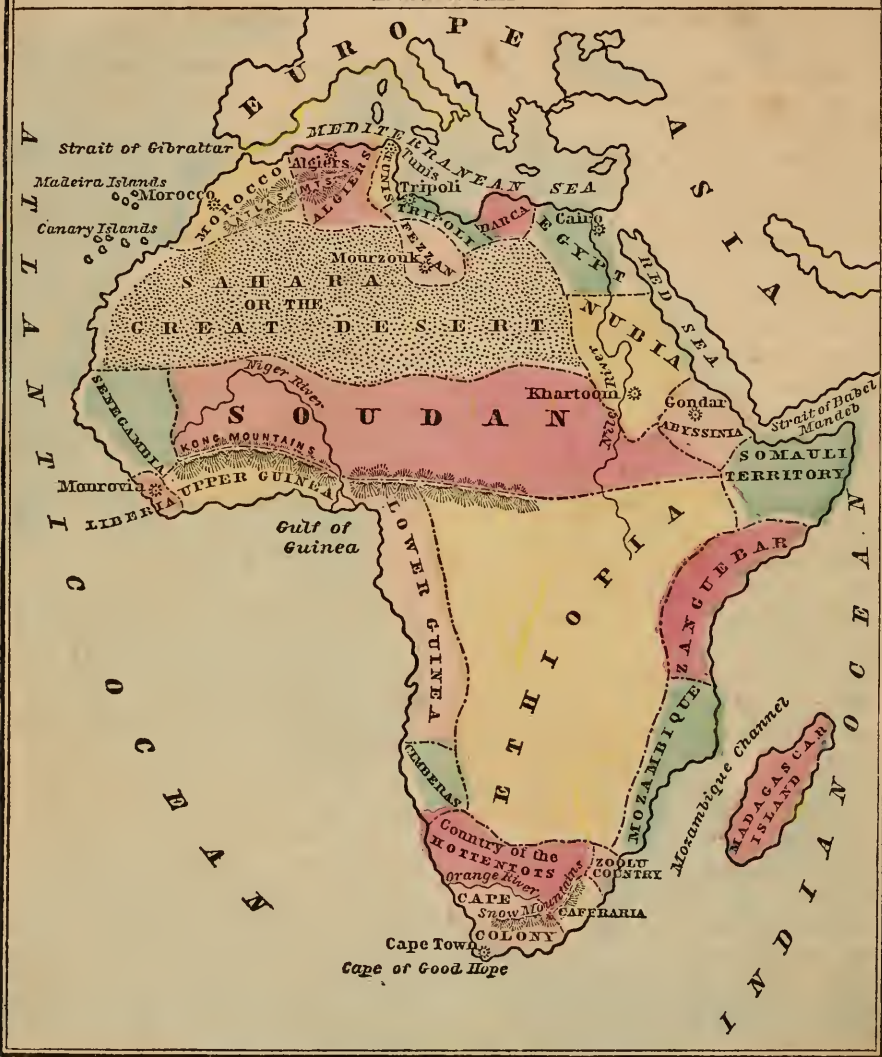 EUROPE
ASIA
ATLANTIC OCEAN
MEDITERRANEAN SEA
Strait of Gibraltar
Madeira Islands
Canary Islands
Morocco
MOROCCO
ATLAS MTS.
Algiers
ALGIERS
Tunis
TUNIS
Tripoli
TRIPOLI
BARCA
Cairo
EGYPT
RED SEA
FEZZAN
Mourzouk
SAHARA
OR THE
GREAT DESERT
NUBIA
Nile River
Khartoom
Gondar
ABYSSINIA
Strait of Babel
Mandeb
Niger River
SENEGAMBIA
SOUDAN
KONG MOUNTAINS
SOMAULI
TERRITORY
Monrovia
LIBERIA
UPPER GUINEA
Gulf of
Guinea
LOWER GUINEA
ETHIOPIA
ZANGUEBAR
MOZAMBIQUE
Mozambique Channel
MADAGASCAR
ISLAND
INDIAN OCEAN
CIMBEBAS
Country of the
HOTTENTOTS
Orange River
ZOOLU
COUNTRY
CAPE
COLONY
Snow Mountains
CAFFRARIA
Cape Town
Cape of Good Hope